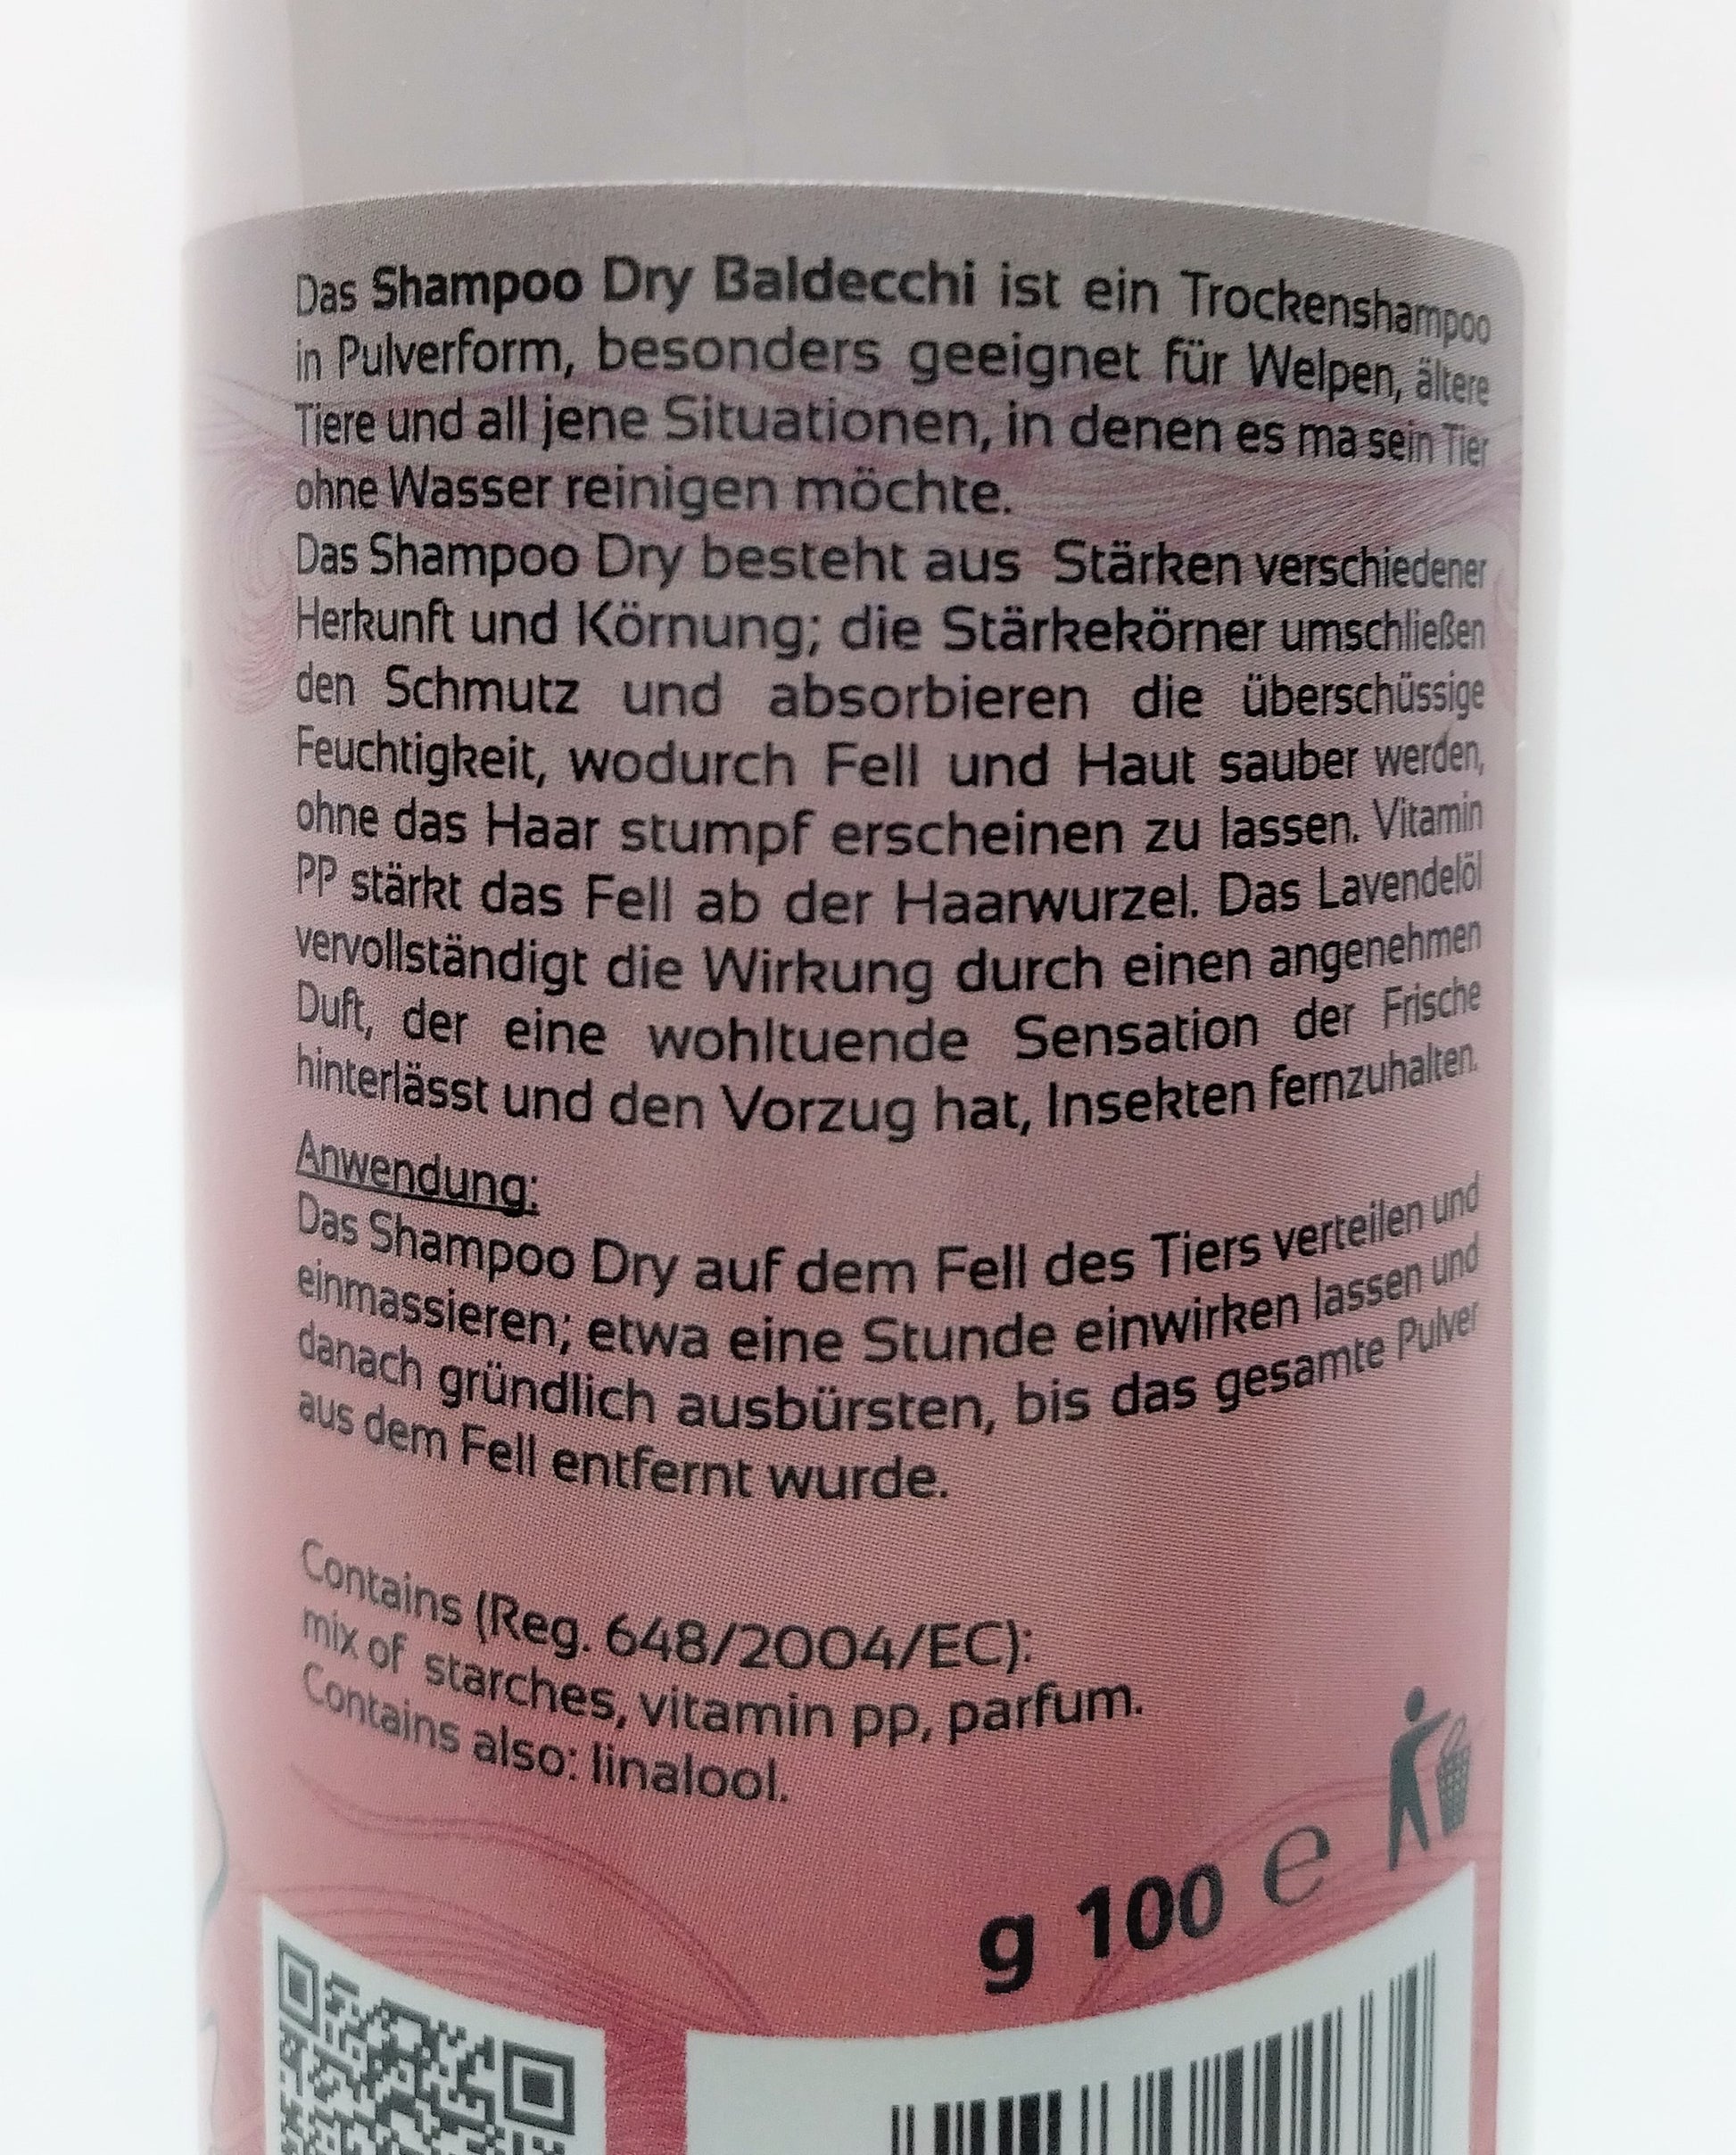 Das Shampoo Dry Baldecchi ist ein Trockenshampoo
in Pulverform, besonders geeignet für Welpen, ältere
Tiere und all jene Situationen, in denen es ma sein Tier
ohne Wasser reinigen möchte.
Das Shampoo Dry besteht aus Stärken verschiedener
Herkunft und Körnung; die Stärkekörner umschließen
den Schmutz und absorbieren die überschüssige
Feuchtigkeit, wodurch Fell und Haut sauber werden,
ohne das Haar stumpf erscheinen zu lassen. Vitamin
PP stärkt das Fell ab der Haarwurzel. Das Lavendelöl
vervollständigt die Wirkung durch einen angenehmen
Duft, der eine wohltuende Sensation der Frische
hinterlässt und den Vorzug hat, Insekten fernzuhalten.
Anwendung:
Das Shampoo Dry auf dem Fell des Tiers verteilen und
einmassieren; etwa eine Stunde einwirken lassen und
danach gründlich ausbürsten, bis das gesamte Pulver
aus dem Fell entfernt wurde.
Contains (Reg. 648/2004/EC):
mix of starches, vitamin pp, parfum.
Contains also: linalool.
g 100 e